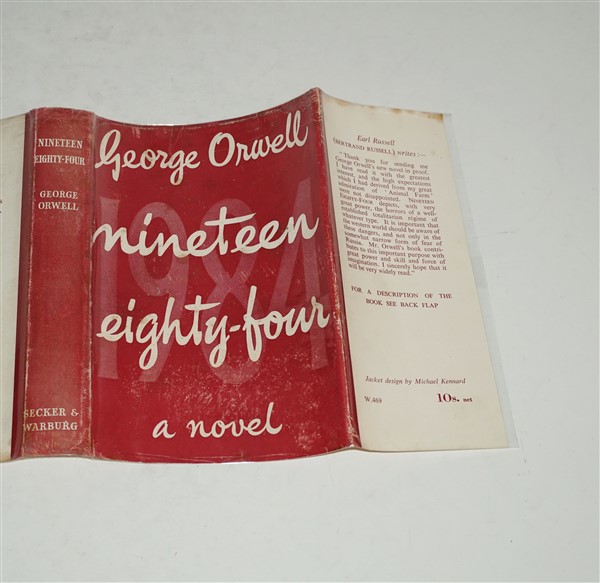 NINETEEN
EIGHTY-FOUR
GEORGE
ORWELL
SECKER &
WARBURG
George Orwell
1984
nineteen
eighty-four
a novel
Earl Russell
(BERTRAND RUSSELL) writes:—
"Thank you for sending me
George Orwell's new novel in proof.
I have read it with the greatest
interest, and the high expectations
which I had derived from my great
admiration of 'Animal Farm'
were not disappointed. NINETEEN
EIGHTY-FOUR depicts, with very
great power, the horrors of a well-
established totalitarian régime of
whatever type. It is important that
the western world should be aware of
these dangers, and not only in the
somewhat narrow form of fear of
Russia. Mr. Orwell's book contri-
butes to this important purpose with
great power and skill and force of
imagination. I sincerely hope that it
will be very widely read."
FOR A DESCRIPTION OF THE
BOOK SEE BACK FLAP
Jacket design by Michael Kennard
W.469 10s. net